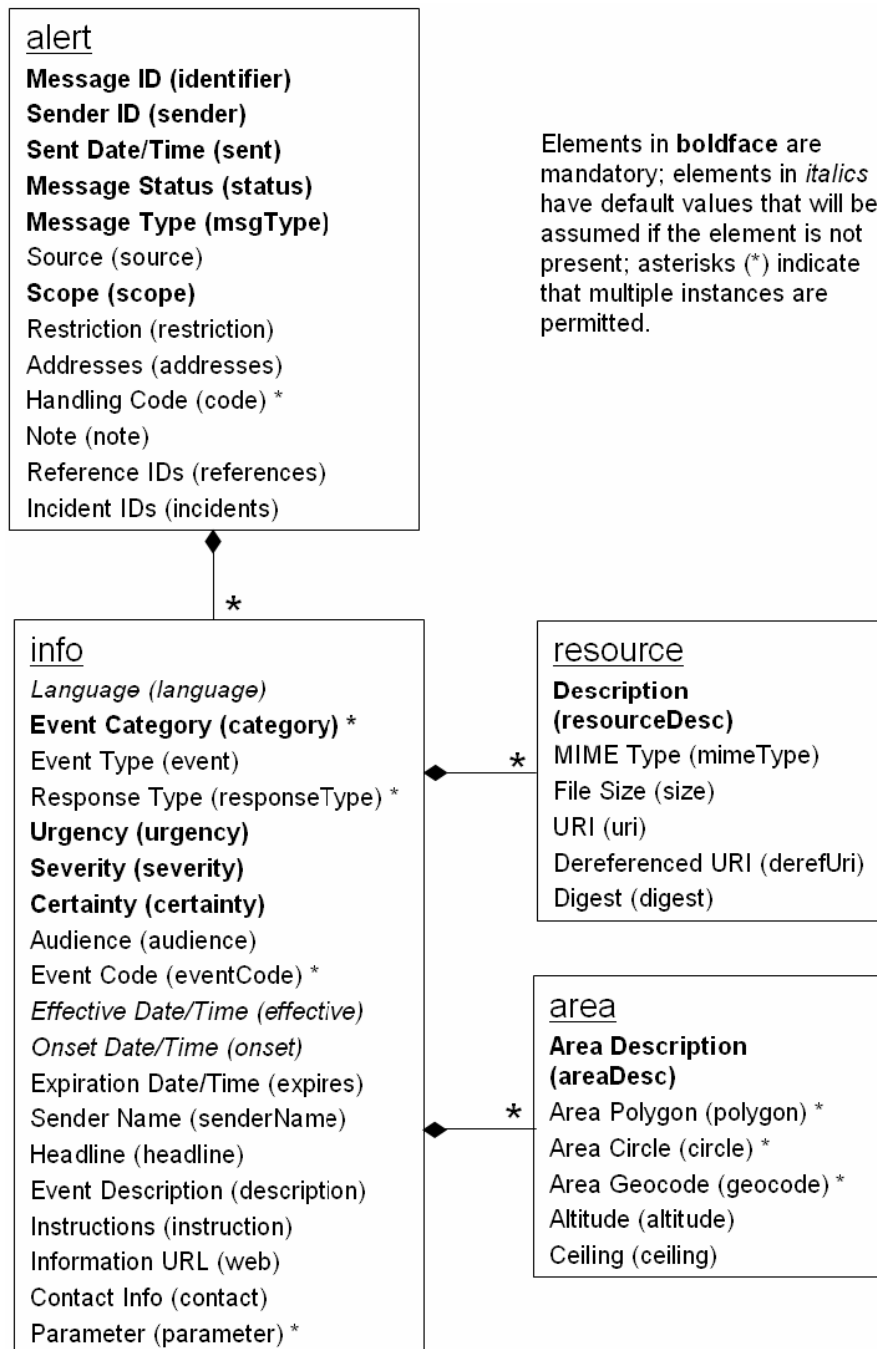 alert
Message ID (identifier)
Sender ID (sender)
Sent Date/Time (sent)
Message Status (status)
Message Type (msgType)
Source (source)
Scope (scope)
Restriction (restriction)
Addresses (addresses)
Handling Code (code) *
Note (note)
Reference IDs (references)
Incident IDs (incidents)
Elements in boldface are
mandatory; elements in italics
have default values that will be
assumed if the element is not
present; asterisks (*) indicate
that multiple instances are
permitted.
*
info
Language (language)
Event Category (category) *
Event Type (event)
Response Type (responseType) *
Urgency (urgency)
Severity (severity)
Certainty (certainty)
Audience (audience)
Event Code (eventCode) *
Effective Date/Time (effective)
Onset Date/Time (onset)
Expiration Date/Time (expires)
Sender Name (senderName)
Headline (headline)
Event Description (description)
Instructions (instruction)
Information URL (web)
Contact Info (contact)
Parameter (parameter) *
*
resource
Description
(resourceDesc)
MIME Type (mimeType)
File Size (size)
URI (uri)
Dereferenced URI (derefUri)
Digest (digest)
*
area
Area Description
(areaDesc)
Area Polygon (polygon) *
Area Circle (circle) *
Area Geocode (geocode) *
Altitude (altitude)
Ceiling (ceiling)